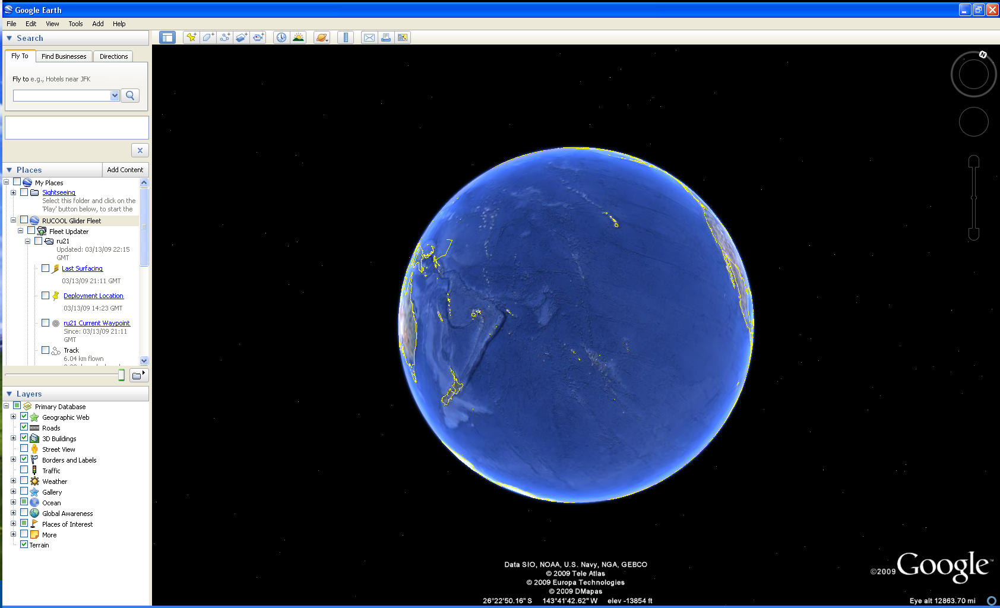 Google Earth
File Edit View Tools Add Help
Search
Fly To Find Businesses Directions
Fly to e.g., Hotels near JFK
Places Add Content
My Places
Sightseeing
Select this folder and click on the
'Play' button below, to start the
RUCOOL Glider Fleet
Fleet Updater
ru21
Updated: 03/13/09 22:15
GMT
Last Surfacing
03/13/09 21:11 GMT
Deployment Location
03/13/09 14:23 GMT
ru21 Current Waypoint
Since: 03/13/09 21:11
GMT
Track
6.04 km flown
Layers
Primary Database
Geographic Web
Roads
3D Buildings
Street View
Borders and Labels
Traffic
Weather
Gallery
Ocean
Global Awareness
Places of Interest
More
Terrain
N
Data SIO, NOAA, U.S. Navy, NGA, GEBCO
© 2009 Tele Atlas
© 2009 Europa Technologies
© 2009 DMapas
26°22'50.16" S 143°41'42.62" W elev -13854 ft
©2009 Google™
Eye alt 12863.70 mi